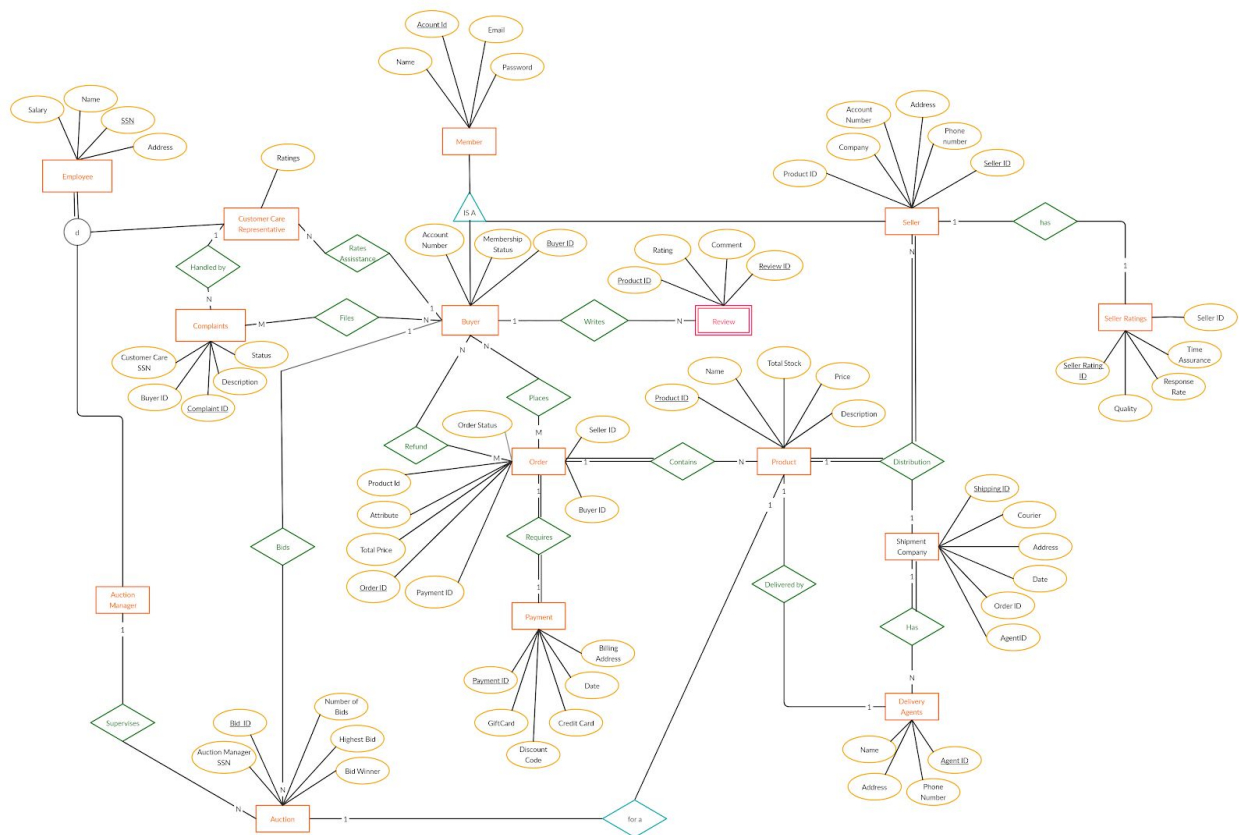 Acount Id
Email
Name
Password
Member
Salary
Name
SSN
Address
Employee
Ratings
d
Customer Care
Representative
IS A
Product ID
Company
Account
Number
Address
Phone
number
Seller ID
Seller
1
has
1
N
1
N
Handled by
N
Rates
Assisstance
1
Account
Number
Membership
Status
Buyer ID
Rating
Comment
Review ID
Product ID
Complaints
M
Files
N
Buyer
1
Writes
N
Review
1
Seller Ratings
Seller ID
Time
Assurance
Response
Rate
Quality
Seller Rating
ID
Customer Care
SSN
Status
Description
Buyer ID
Complaint ID
N
N
Places
M
Refund
M
Order Status
Seller ID
Order
1
Contains
N
Product
1
Distribution
Name
Total Stock
Price
Product ID
Description
Product Id
Attribute
Total Price
Order ID
Payment ID
Buyer ID
1
Requires
1
Payment
Payment ID
GiftCard
Discount
Code
Credit Card
Date
Billing
Address
1
1
Delivered by
1
1
Shipment
Company
Shipping ID
Courier
Address
Date
Order ID
AgentID
1
Has
N
Delivery
Agents
Name
Address
Phone
Number
Agent ID
Bids
Auction
Manager
1
Supervises
N
Bid ID
Number of
Bids
Auction Manager
SSN
Highest Bid
Bid Winner
N
Auction
1
for a